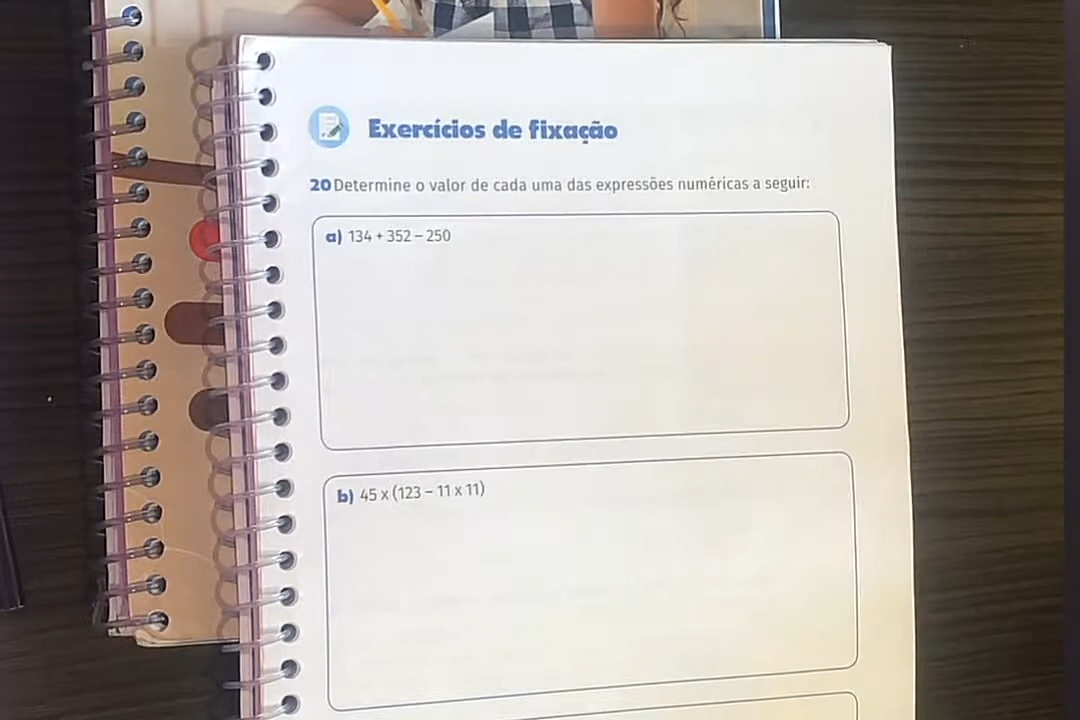 Exercícios de fixação
20 Determine o valor de cada uma das expressões numéricas a seguir:
a) 134 + 352 – 250
b) 45 x (123 – 11 x 11)